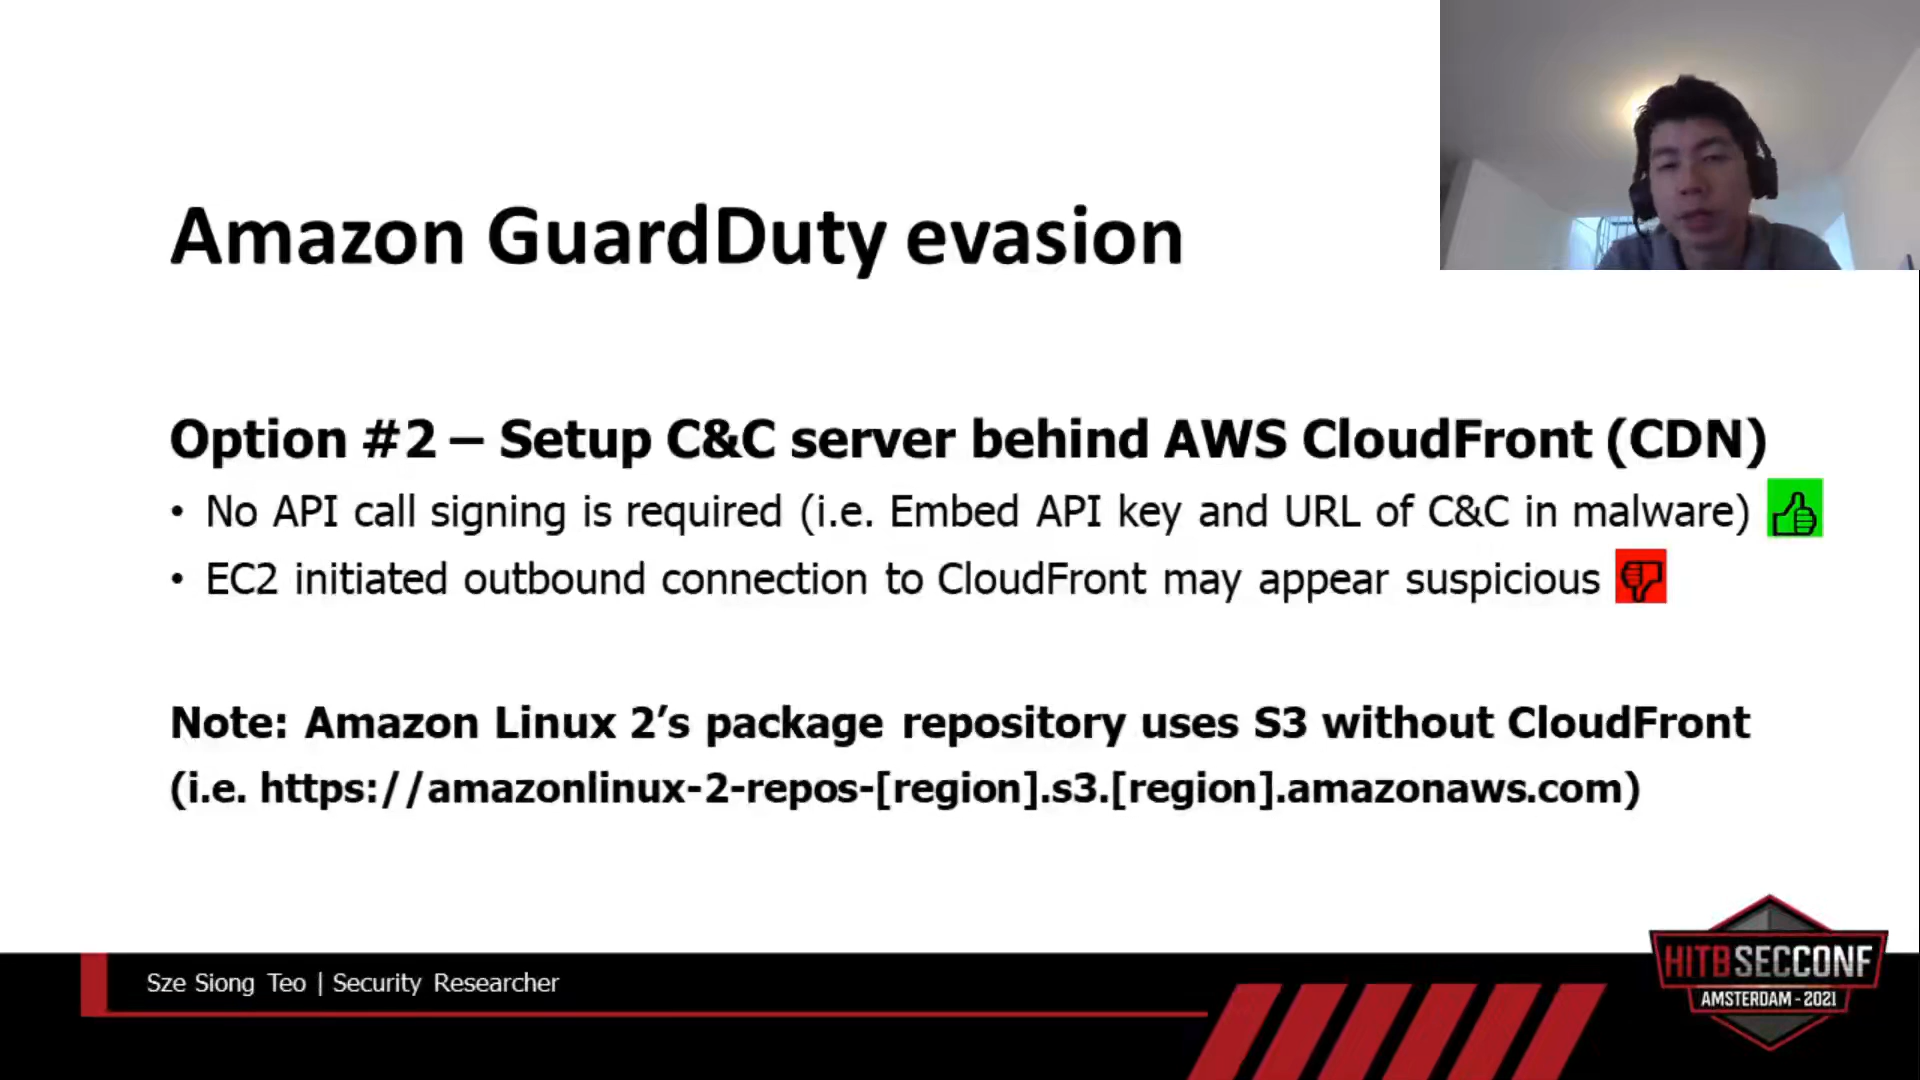 Amazon GuardDuty evasion
Option #2 – Setup C&C server behind AWS CloudFront (CDN)
• No API call signing is required (i.e. Embed API key and URL of C&C in malware)
• EC2 initiated outbound connection to CloudFront may appear suspicious
Note: Amazon Linux 2’s package repository uses S3 without CloudFront
(i.e. https://amazonlinux-2-repos-[region].s3.[region].amazonaws.com)
Sze Siong Teo | Security Researcher
HITBSECCONF
AMSTERDAM - 2021